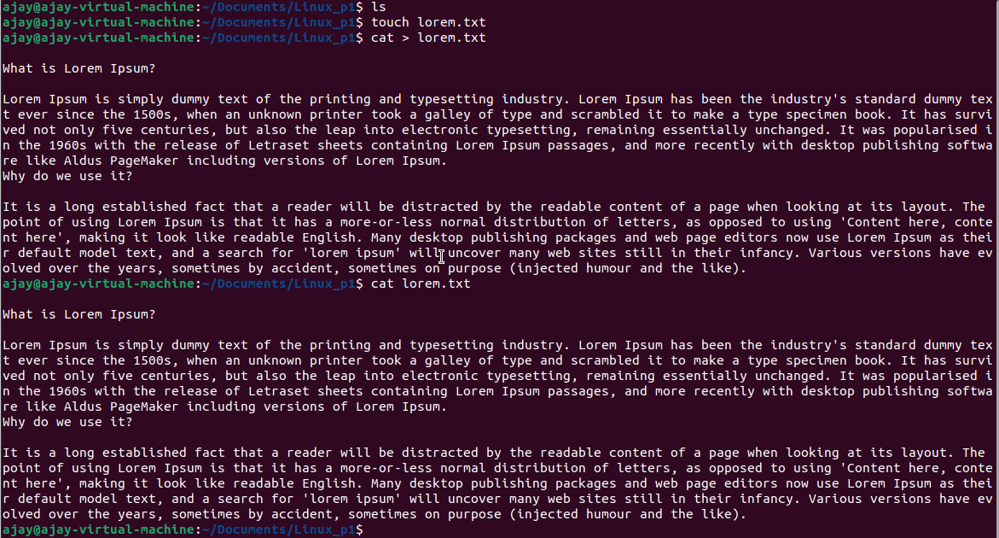 ajay@ajay-virtual-machine:~/Documents/Linux_p1$ ls
ajay@ajay-virtual-machine:~/Documents/Linux_p1$ touch lorem.txt
ajay@ajay-virtual-machine:~/Documents/Linux_p1$ cat > lorem.txt
What is Lorem Ipsum?
Lorem Ipsum is simply dummy text of the printing and typesetting industry. Lorem Ipsum has been the industry's standard dummy tex
t ever since the 1500s, when an unknown printer took a galley of type and scrambled it to make a type specimen book. It has survi
ved not only five centuries, but also the leap into electronic typesetting, remaining essentially unchanged. It was popularised i
n the 1960s with the release of Letraset sheets containing Lorem Ipsum passages, and more recently with desktop publishing softwa
re like Aldus PageMaker including versions of Lorem Ipsum.
Why do we use it?
It is a long established fact that a reader will be distracted by the readable content of a page when looking at its layout. The
point of using Lorem Ipsum is that it has a more-or-less normal distribution of letters, as opposed to using 'Content here, conte
nt here', making it look like readable English. Many desktop publishing packages and web page editors now use Lorem Ipsum as thei
r default model text, and a search for 'lorem ipsum' will uncover many web sites still in their infancy. Various versions have ev
olved over the years, sometimes by accident, sometimes on purpose (injected humour and the like).
ajay@ajay-virtual-machine:~/Documents/Linux_p1$ cat lorem.txt
What is Lorem Ipsum?
Lorem Ipsum is simply dummy text of the printing and typesetting industry. Lorem Ipsum has been the industry's standard dummy tex
t ever since the 1500s, when an unknown printer took a galley of type and scrambled it to make a type specimen book. It has survi
ved not only five centuries, but also the leap into electronic typesetting, remaining essentially unchanged. It was popularised i
n the 1960s with the release of Letraset sheets containing Lorem Ipsum passages, and more recently with desktop publishing softwa
re like Aldus PageMaker including versions of Lorem Ipsum.
Why do we use it?
It is a long established fact that a reader will be distracted by the readable content of a page when looking at its layout. The
point of using Lorem Ipsum is that it has a more-or-less normal distribution of letters, as opposed to using 'Content here, conte
nt here', making it look like readable English. Many desktop publishing packages and web page editors now use Lorem Ipsum as thei
r default model text, and a search for 'lorem ipsum' will uncover many web sites still in their infancy. Various versions have ev
olved over the years, sometimes by accident, sometimes on purpose (injected humour and the like).
ajay@ajay-virtual-machine:~/Documents/Linux_p1$